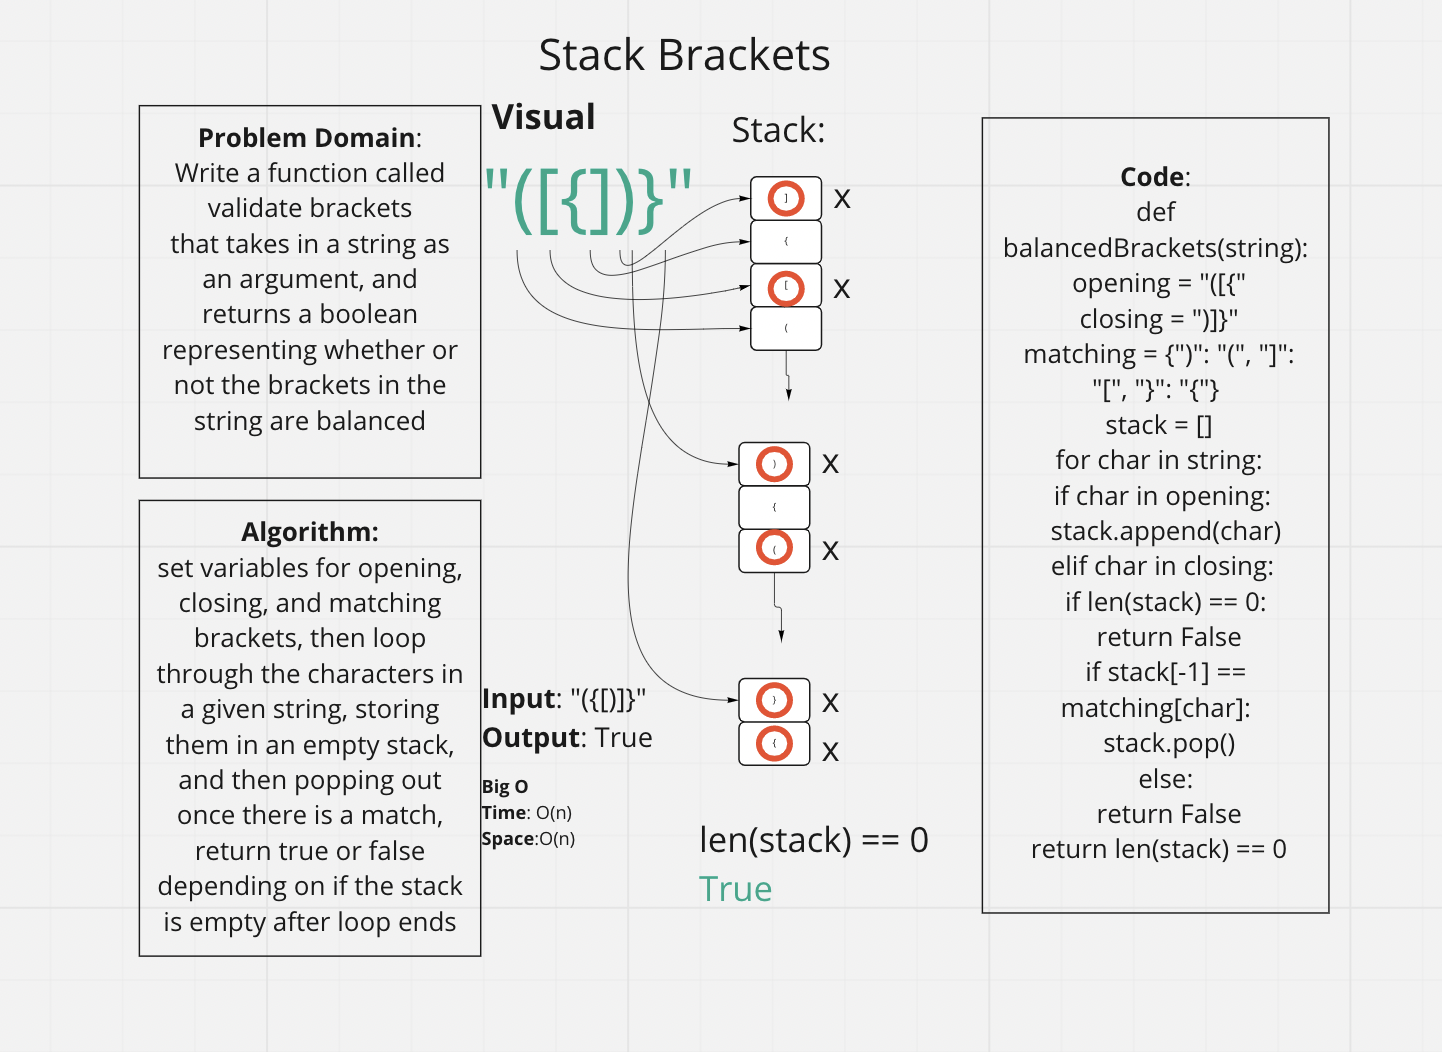 Stack Brackets
Problem Domain:
Write a function called
validate brackets
that takes in a string as
an argument, and
returns a boolean
representing whether or
not the brackets in the
string are balanced
Algorithm:
set variables for opening,
closing, and matching
brackets, then loop
through the characters in
a given string, storing
them in an empty stack,
and then popping out
once there is a match,
return true or false
depending on if the stack
is empty after loop ends
Visual
"([{])}"
Stack:
] x
{
[ x
(
) x
{
( x
} x
{ x
Input: "({[)]}"
Output: True
Big O
Time: O(n)
Space:O(n)
len(stack) == 0
True
Code:
def
balancedBrackets(string):
opening = "([{"
closing = ")]}"
matching = {")": "(", "]":
"[", "}": "{"}
stack = []
for char in string:
if char in opening:
stack.append(char)
elif char in closing:
if len(stack) == 0:
return False
if stack[-1] ==
matching[char]:
stack.pop()
else:
return False
return len(stack) == 0